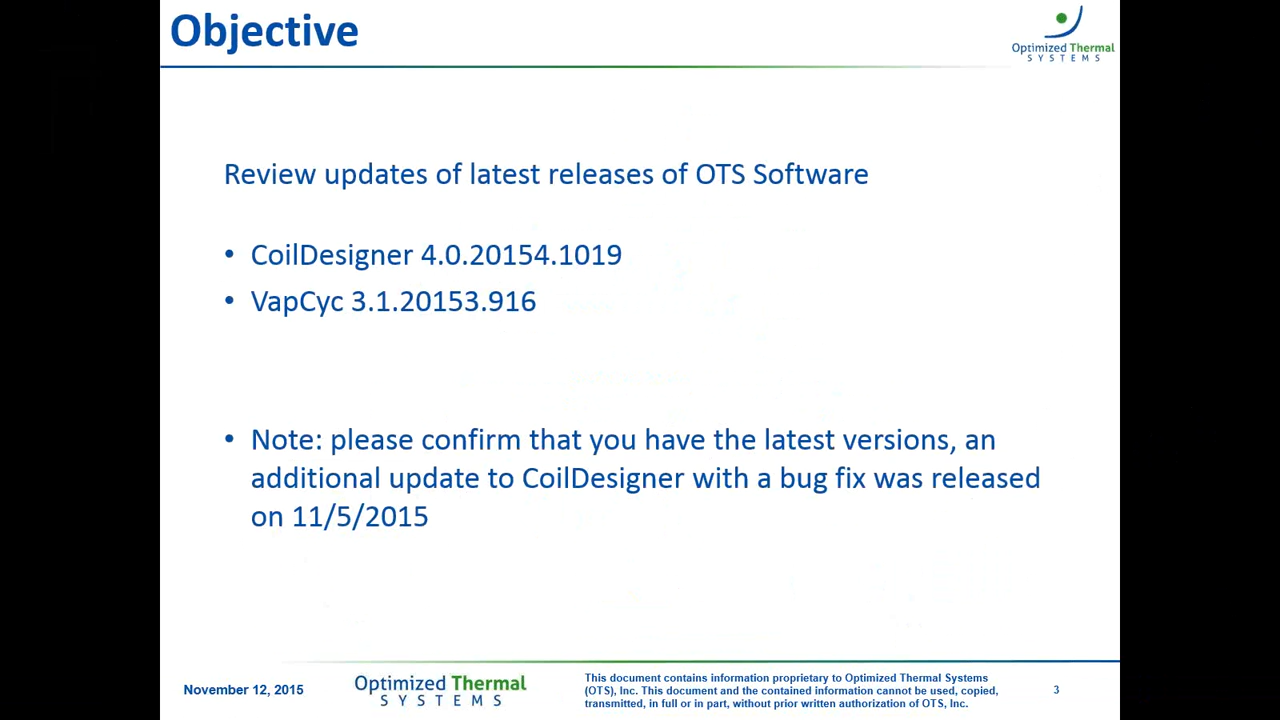 Objective
Optimized Thermal
SYSTEMS
Review updates of latest releases of OTS Software
• CoilDesigner 4.0.20154.1019
• VapCyc 3.1.20153.916
• Note: please confirm that you have the latest versions, an
additional update to CoilDesigner with a bug fix was released
on 11/5/2015
November 12, 2015
Optimized Thermal
SYSTEMS
This document contains information proprietary to Optimized Thermal Systems
(OTS), Inc. This document and the contained information cannot be used, copied,
transmitted, in full or in part, without prior written authorization of OTS, Inc.
3